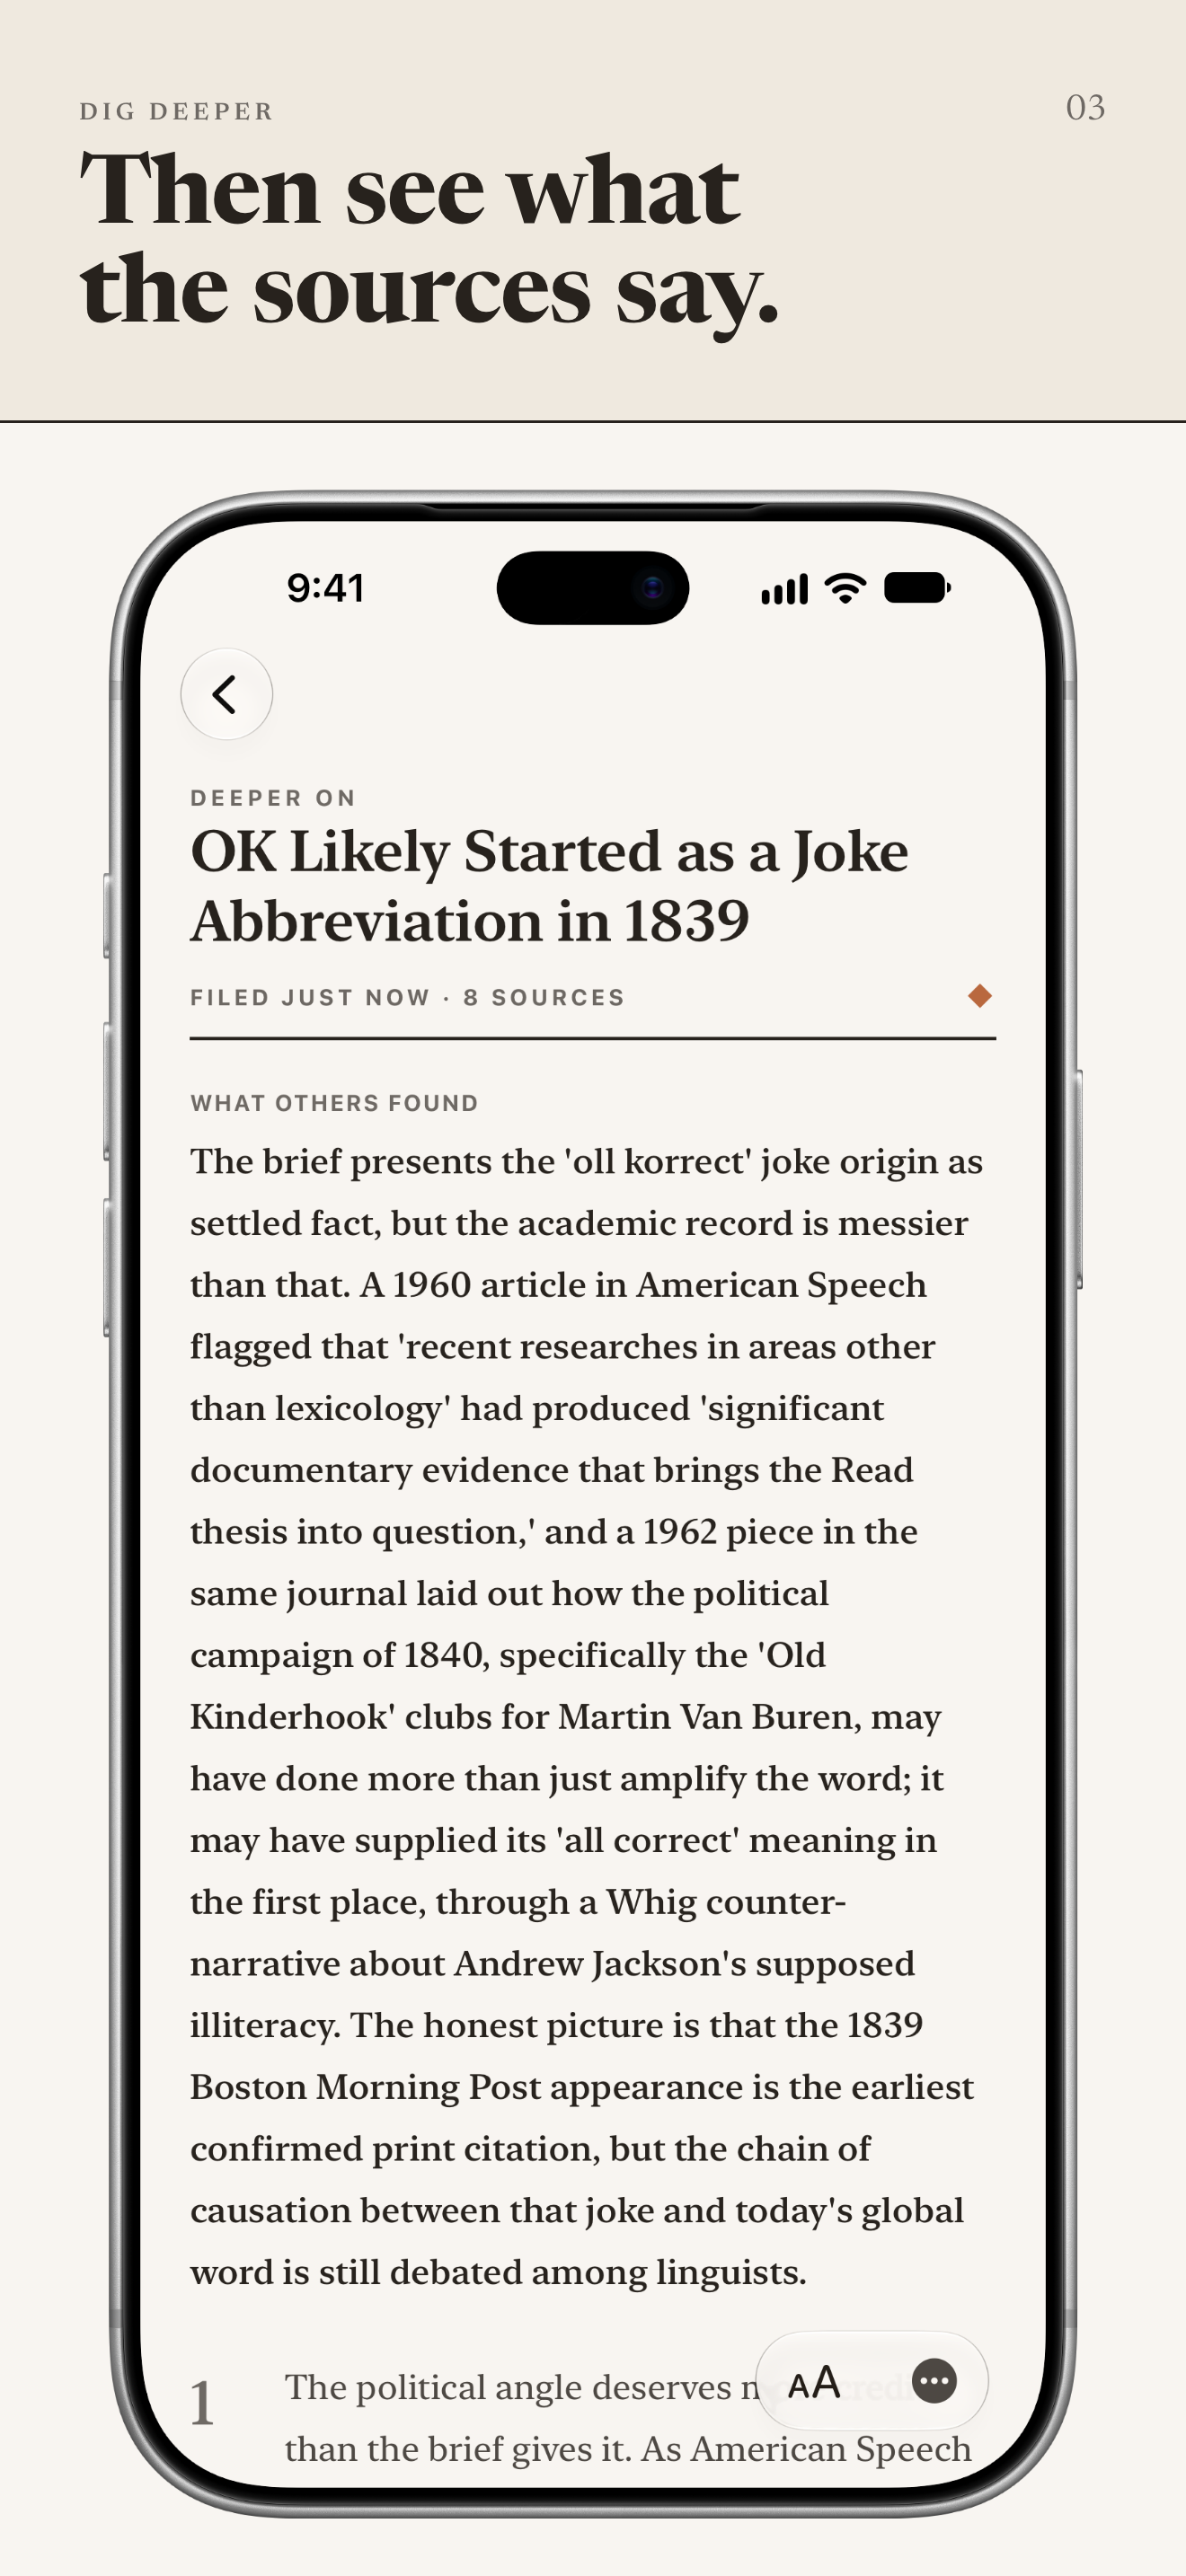 DIG DEEPER
03
Then see what
the sources say.
9:41
DEEPER ON
OK Likely Started as a Joke
Abbreviation in 1839
FILED JUST NOW · 8 SOURCES
WHAT OTHERS FOUND
The brief presents the 'oll korrect' joke origin as
settled fact, but the academic record is messier
than that. A 1960 article in American Speech
flagged that 'recent researches in areas other
than lexicology' had produced 'significant
documentary evidence that brings the Read
thesis into question,' and a 1962 piece in the
same journal laid out how the political
campaign of 1840, specifically the 'Old
Kinderhook' clubs for Martin Van Buren, may
have done more than just amplify the word; it
may have supplied its 'all correct' meaning in
the first place, through a Whig counter-
narrative about Andrew Jackson's supposed
illiteracy. The honest picture is that the 1839
Boston Morning Post appearance is the earliest
confirmed print citation, but the chain of
causation between that joke and today's global
word is still debated among linguists.
1
The political angle deserves
AA
than the brief gives it. As American Speech